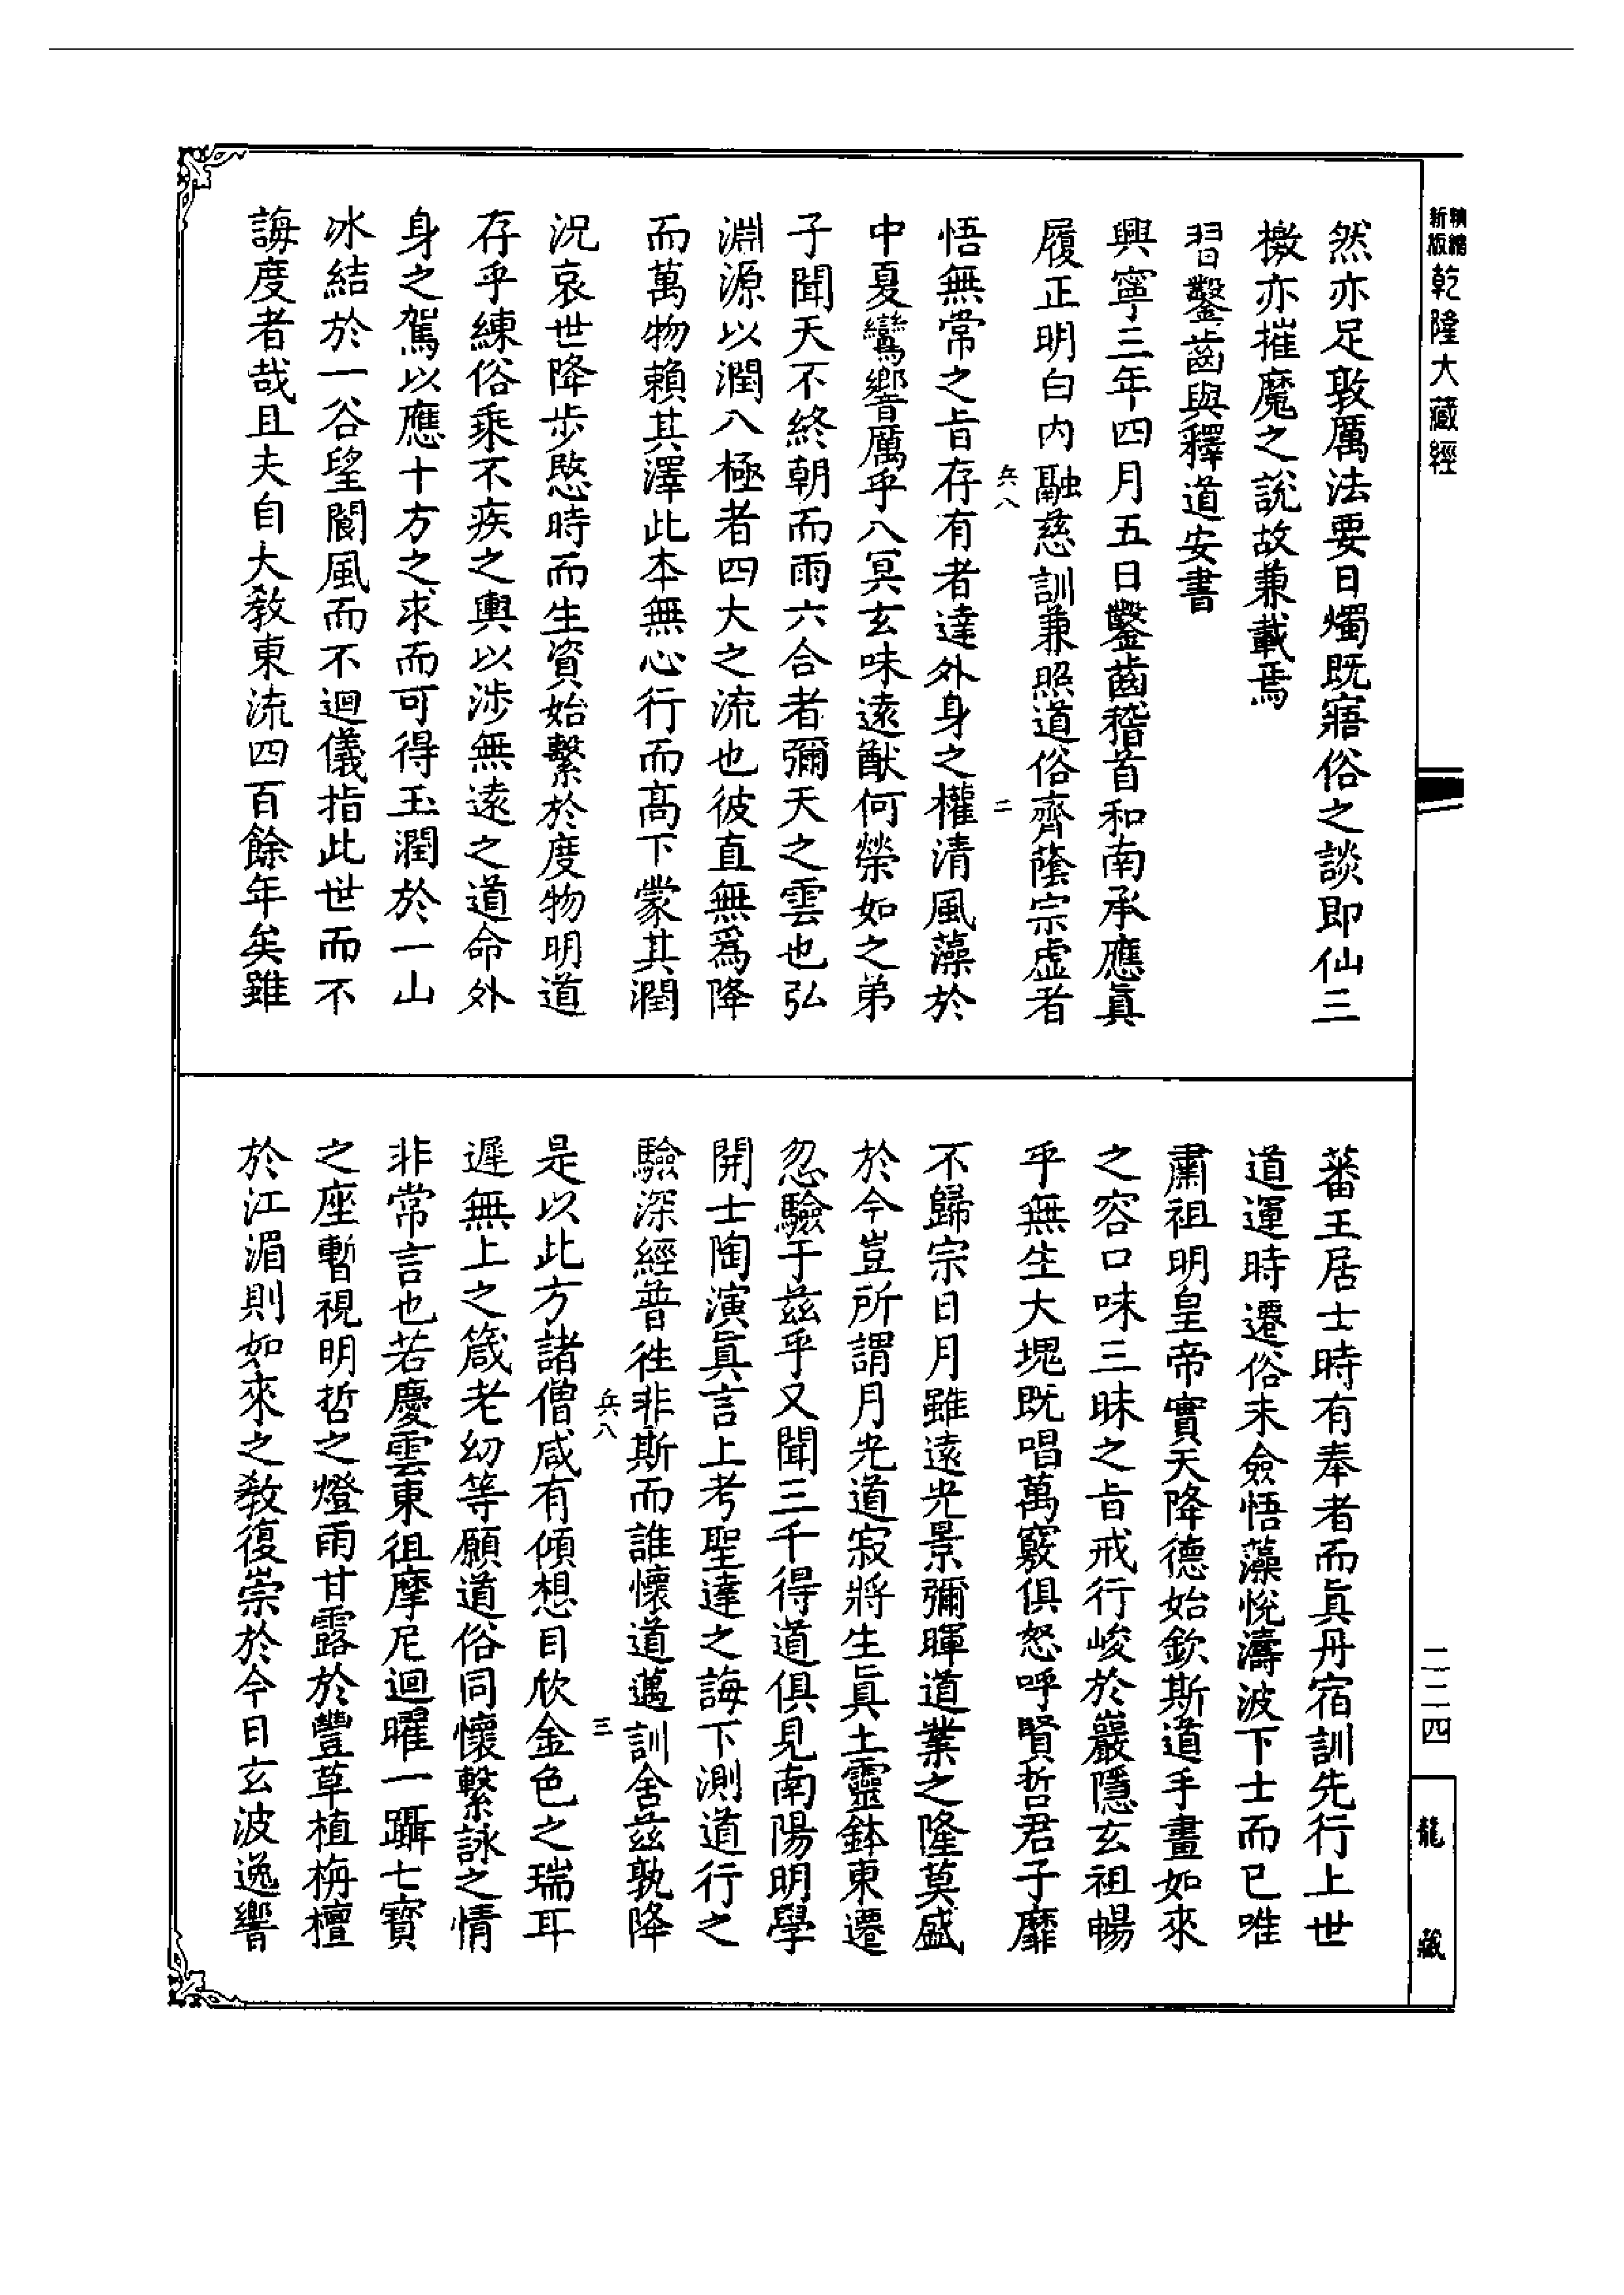 精繕
新版
乾隆大藏經
然亦足敦厲法要日燭既寤俗之談即仙三
檄亦摧魔之說故兼載焉
習鑿齒與釋道安書
興寧三年四月五日鑿齒稽首和南承應眞
履正明白內融慈訓兼照道俗齊蔭宗虛者
兵八
二
悟無常之旨存有者達外身之權清風藻於
中夏鸞響厲乎八冥玄味遠猷何榮如之弟
子聞天不終朝而雨六合者彌天之雲也弘
淵源以潤八極者四大之流也彼直無爲降
而萬物賴其澤此本無心行而高下蒙其潤
況哀世降步愍時而生資始繫於度物明道
存乎練俗乘不疾之輿以涉無遠之道命外
身之駕以應十方之求而可得玉潤於一山
冰結於一谷望閬風而不迴儀指此世而不
誨度者哉且夫自大教東流四百餘年矣雖
蕃王居士時有奉者而眞丹宿訓先行上世
道運時遷俗未僉悟藻悅濤波下士而已唯
肅祖明皇帝實天降德始欽斯道手畫如來
之容口味三昧之旨戒行峻於巖隱玄祖暢
乎無生大塊既唱萬竅俱怒呼賢哲君子靡
不歸宗日月雖遠光景彌暉道業之隆莫盛
於今豈所謂月光道寂將生眞土靈鉢東遷
忽驗于茲乎又聞三千得道俱見南陽明學
開士陶演眞言上考聖達之誨下測道行之
驗深經普徃非斯而誰懷道邁訓舍茲孰降
兵八
三
是以此方諸僧咸有傾想目欣金色之瑞耳
遲無上之箴老幼等願道俗同懷繫詠之情
非常言也若慶雲東徂摩尼迴曜一躡七寶
之座暫視明哲之燈雨甘露於豐草植栴檀
於江湄則如來之教復崇於今日玄波逸響
一二四
龍藏